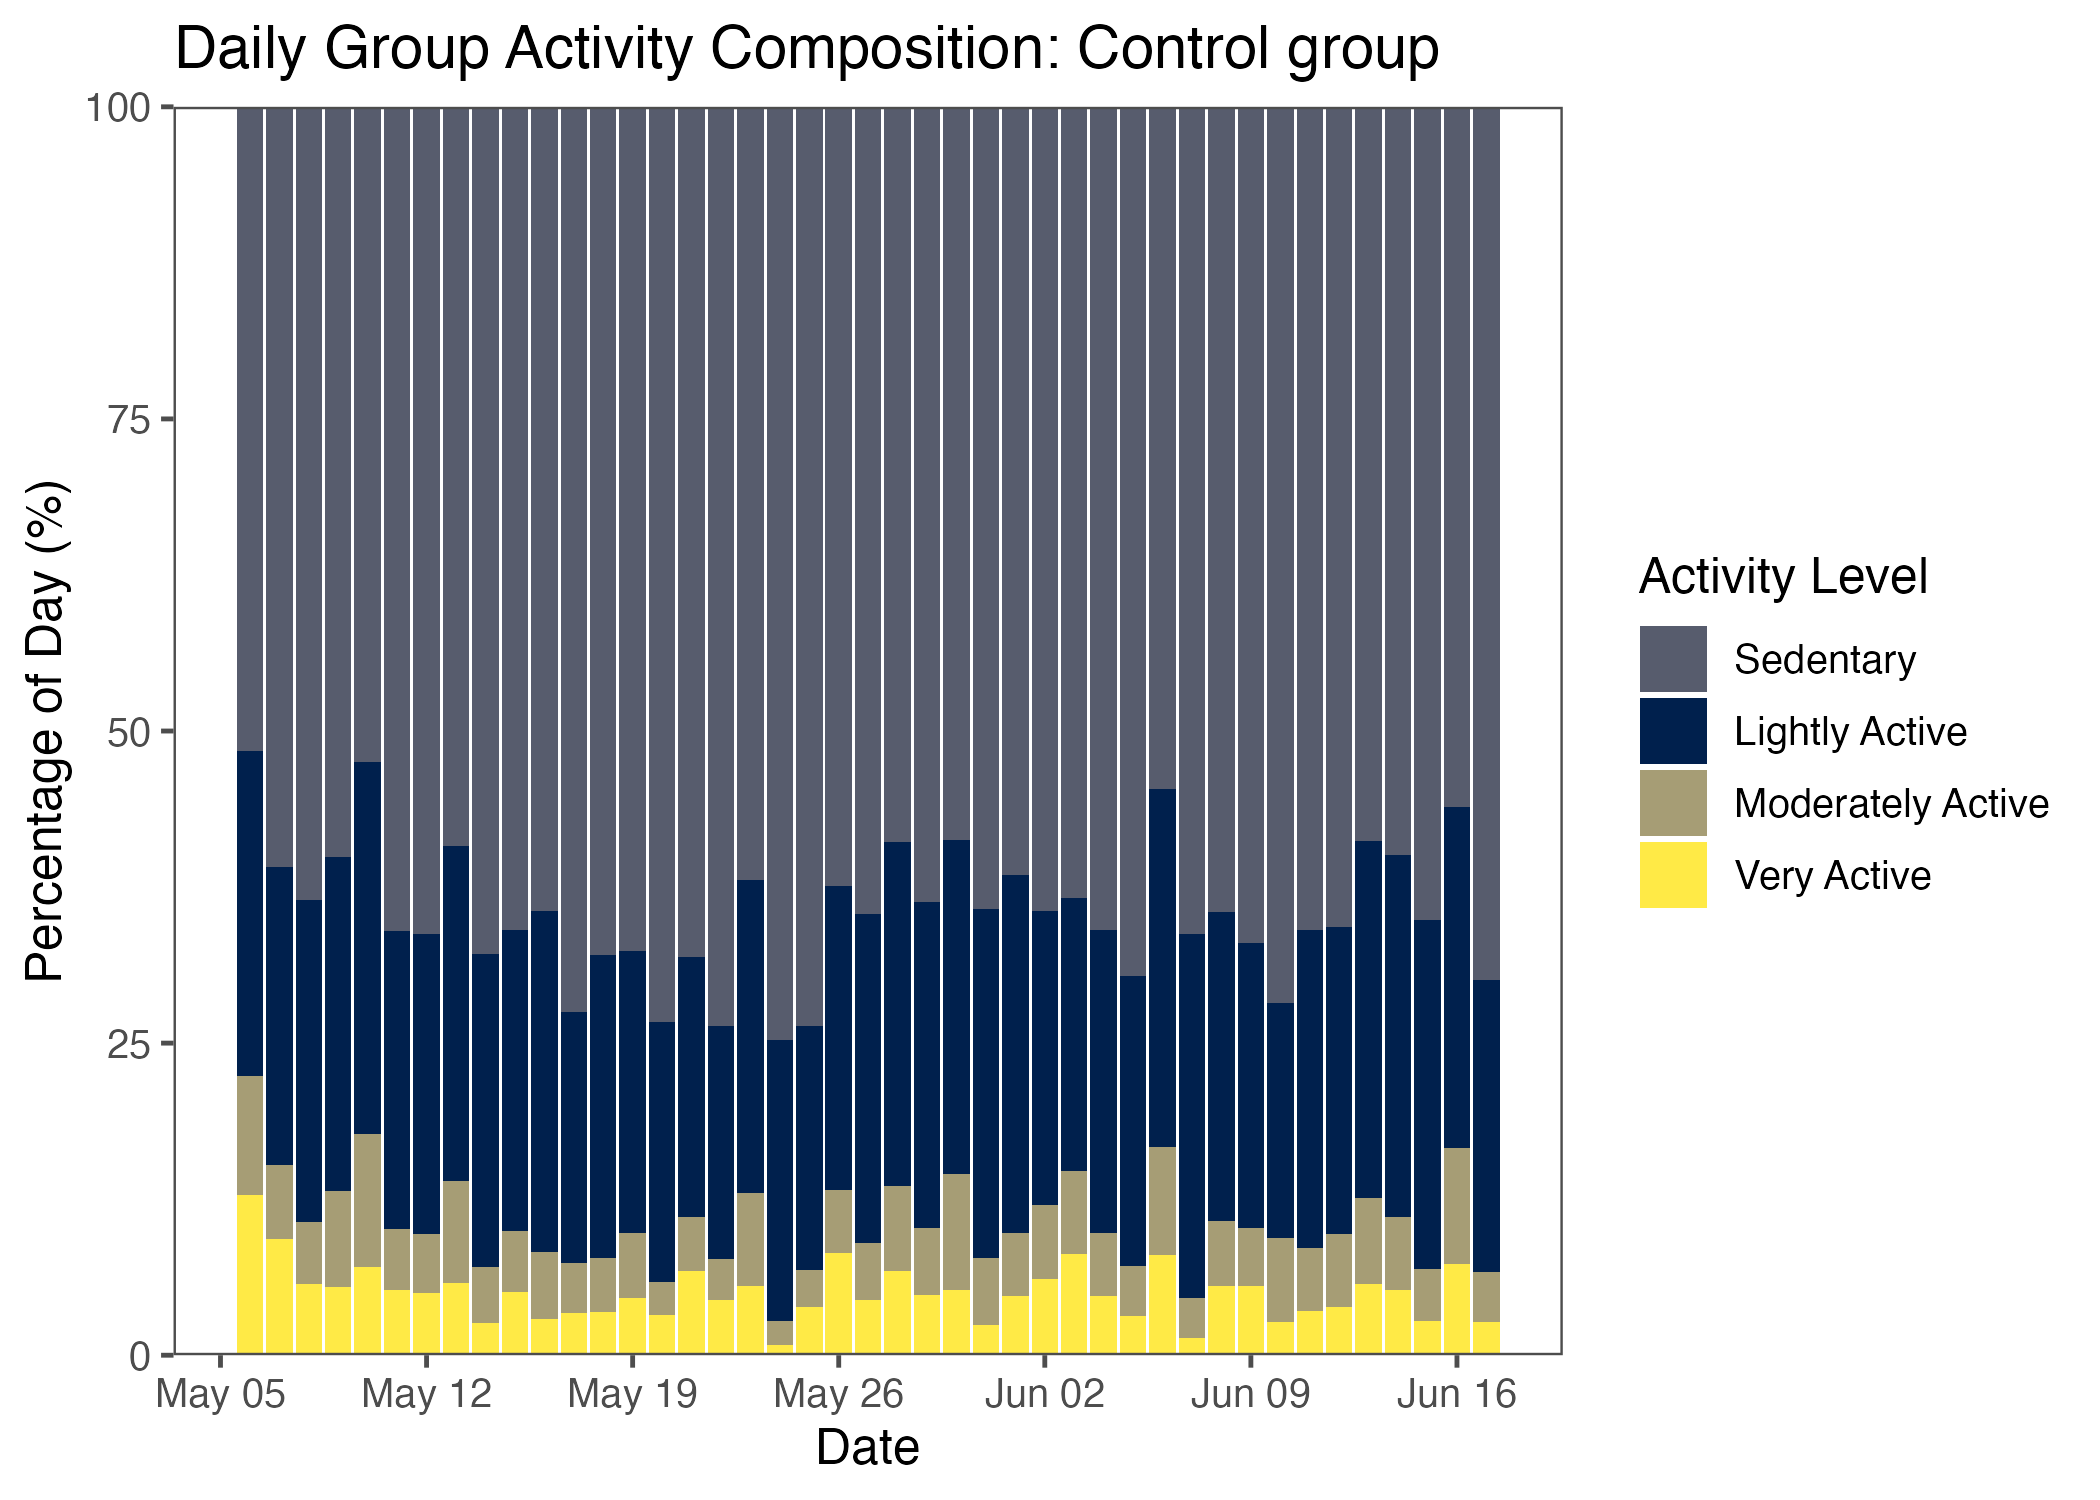 Daily Group Activity Composition: Control group
Percentage of Day (%)
100
75
50
25
0
May 05 May 12 May 19 May 26 Jun 02 Jun 09 Jun 16
Date
Activity Level
Sedentary
Lightly Active
Moderately Active
Very Active